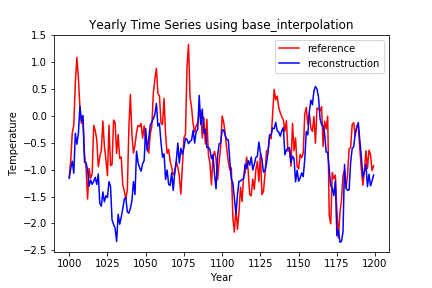 Yearly Time Series using base_interpolation
1.5
1.0
0.5
0.0
−0.5
−1.0
−1.5
−2.0
−2.5
Temperature
reference
reconstruction
1000 1025 1050 1075 1100 1125 1150 1175 1200
Year